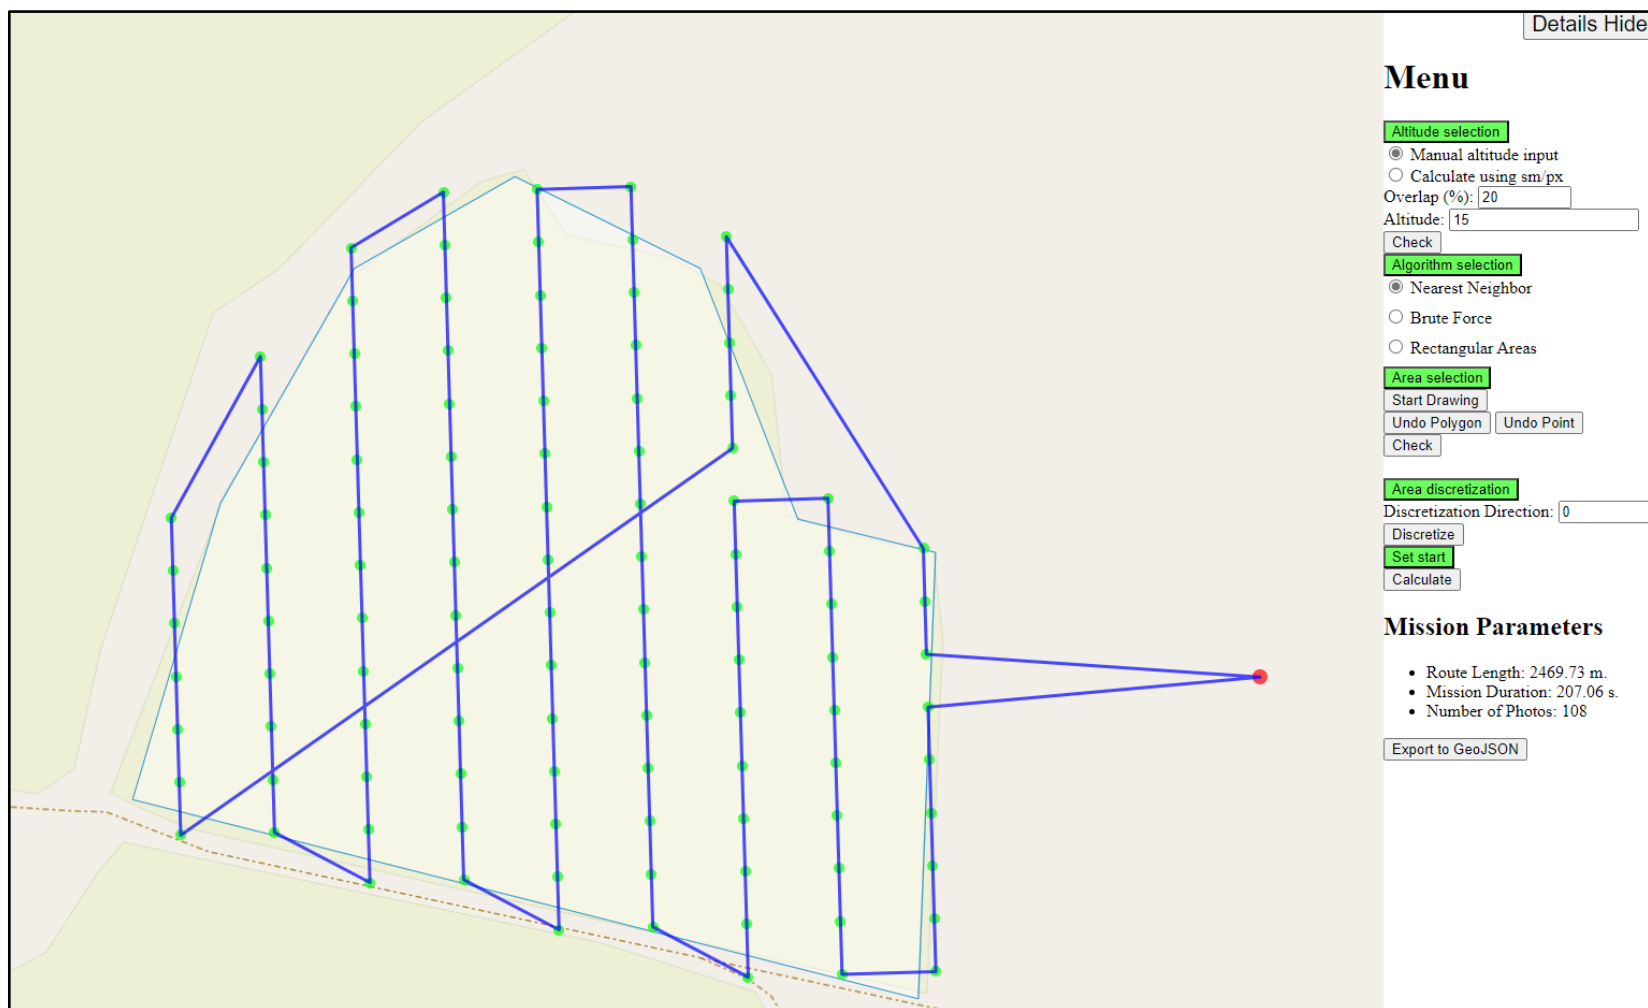 Details Hide
Menu
Altitude selection
Manual altitude input
Calculate using sm/px
Overlap (%): 20
Altitude: 15
Check
Algorithm selection
Nearest Neighbor
Brute Force
Rectangular Areas
Area selection
Start Drawing
Undo Polygon Undo Point
Check
Area discretization
Discretization Direction: 0
Discretize
Set start
Calculate
Mission Parameters
Route Length: 2469.73 m.
Mission Duration: 207.06 s.
Number of Photos: 108
Export to GeoJSON